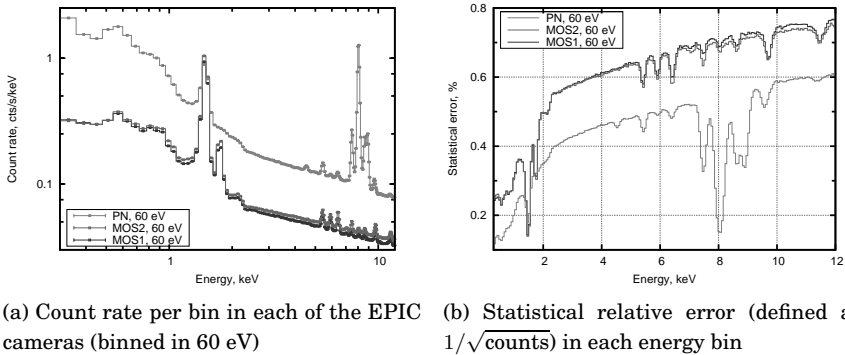 Count rate, cts/s/keV
1
0.1
PN, 60 eV
MOS2, 60 eV
MOS1, 60 eV
1
10
Energy, keV
Statistical error, %
0.8
0.6
0.4
0.2
PN, 60 eV
MOS2, 60 eV
MOS1, 60 eV
2
4
6
8
10
12
Energy, keV
(a) Count rate per bin in each of the EPIC
cameras (binned in 60 eV)
(b) Statistical relative error (defined a
1/√counts) in each energy bin